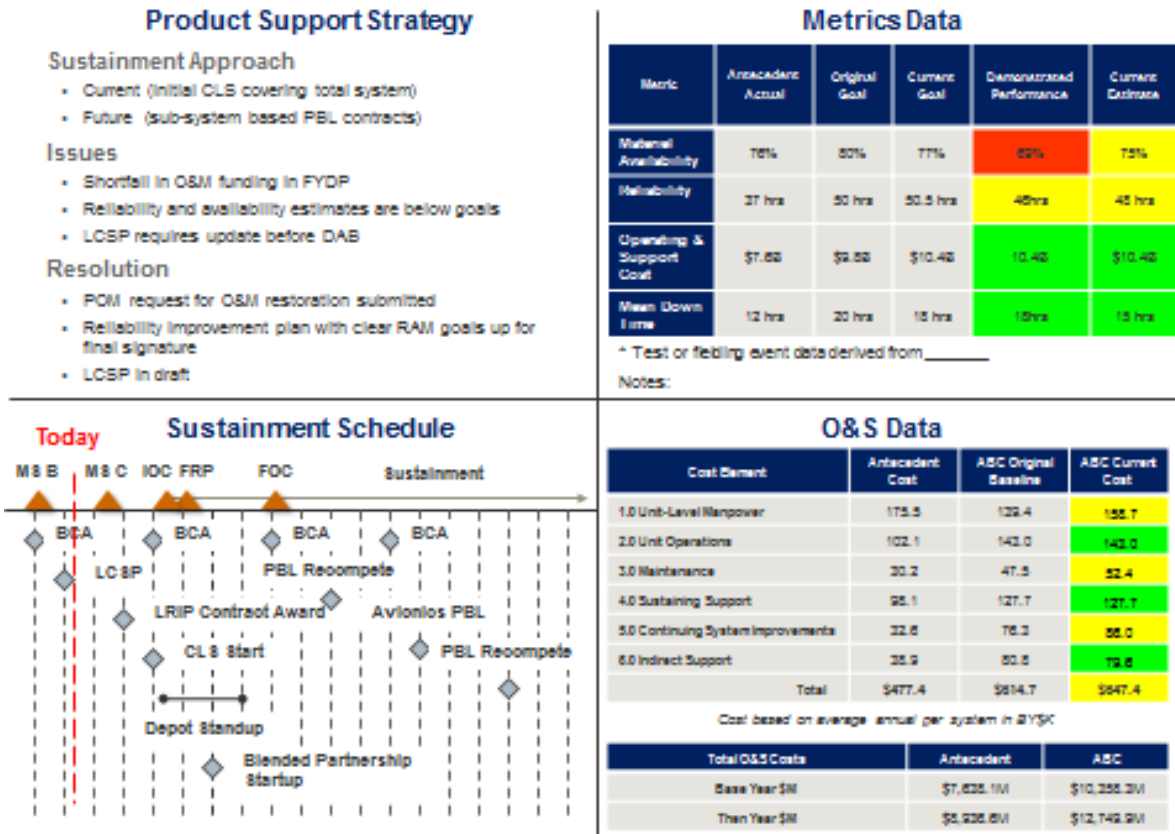 Product Support Strategy
Sustainment Approach
• Current (initial CLS covering total system)
• Future (sub-system based PBL contracts)
Issues
• Shortfall in O&M funding in FYDP
• Reliability and availability estimates are below goals
• LCSP requires update before DAB
Resolution
• POM request for O&M restoration submitted
• Reliability improvement plan with clear RAM goals up for
final signature
• LCSP in draft
Metrics Data
Metric Antecedent Actual Original Goal Current Goal Demonstrated Performance Current Estimate
Materiel Availability 76% 80% 77% 69% 75%
Reliability 37 hrs 50 hrs 50.5 hrs 48hrs 48 hrs
Operating & Support Cost $7.6B $9.8B $10.4B 10.4B $10.4B
Mean Down Time 12 hrs 20 hrs 18 hrs 18 hrs
* Test or fielding event data derived from ______
Notes:
Sustainment Schedule
Today
MS B MS C IOC FRP FOC Sustainment
BCA BCA BCA BCA
LCSP PBL Recompete
LRIP Contract Award Avionics PBL
CLS Start PBL Recompete
Depot Standup
Blended Partnership
Startup
O&S Data
Cost Element Antecedent Cost ABC Original Baseline ABC Current Cost
1.0 Unit-Level Manpower 175.5 129.4
2.0 Unit Operations 102.1 143.0 143.0
3.0 Maintenance 47.5 52.4
4.0 Sustaining Support 127.7 127.7
5.0 Continuing System Improvements 76.3 86.0
6.0 Indirect Support 79.6
Total $477.4 $614.7 $647.4
Cost based on average annual per system in BY$K
Total O&S Costs Antecedent ABC
Base Year $M
Then Year $M $12,749.9M